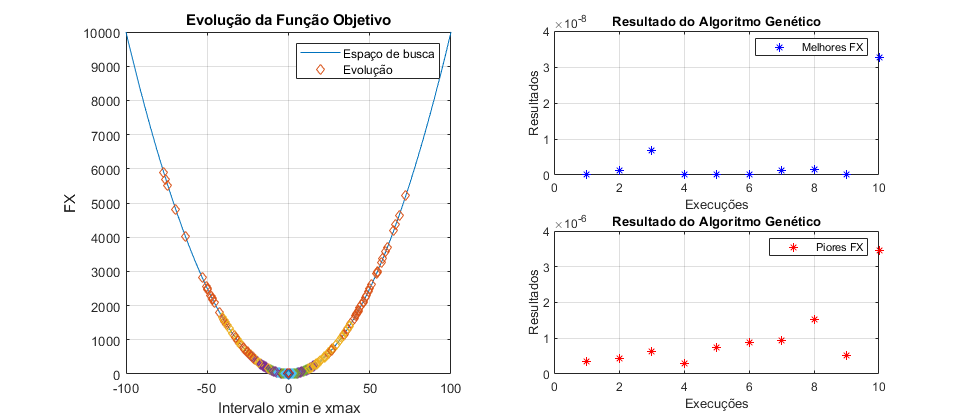 Evolução da Função Objetivo
10000
9000
8000
7000
6000
5000
4000
3000
2000
1000
0
FX
Espaço de busca
Evolução
-100 -50 0 50 100
Intervalo xmin e xmax
Resultado do Algoritmo Genético
×10-8
4
3
2
1
0
Resultados
Melhores FX
0 2 4 6 8 10
Execuções
Resultado do Algoritmo Genético
×10-6
4
3
2
1
0
Resultados
Piores FX
0 2 4 6 8 10
Execuções